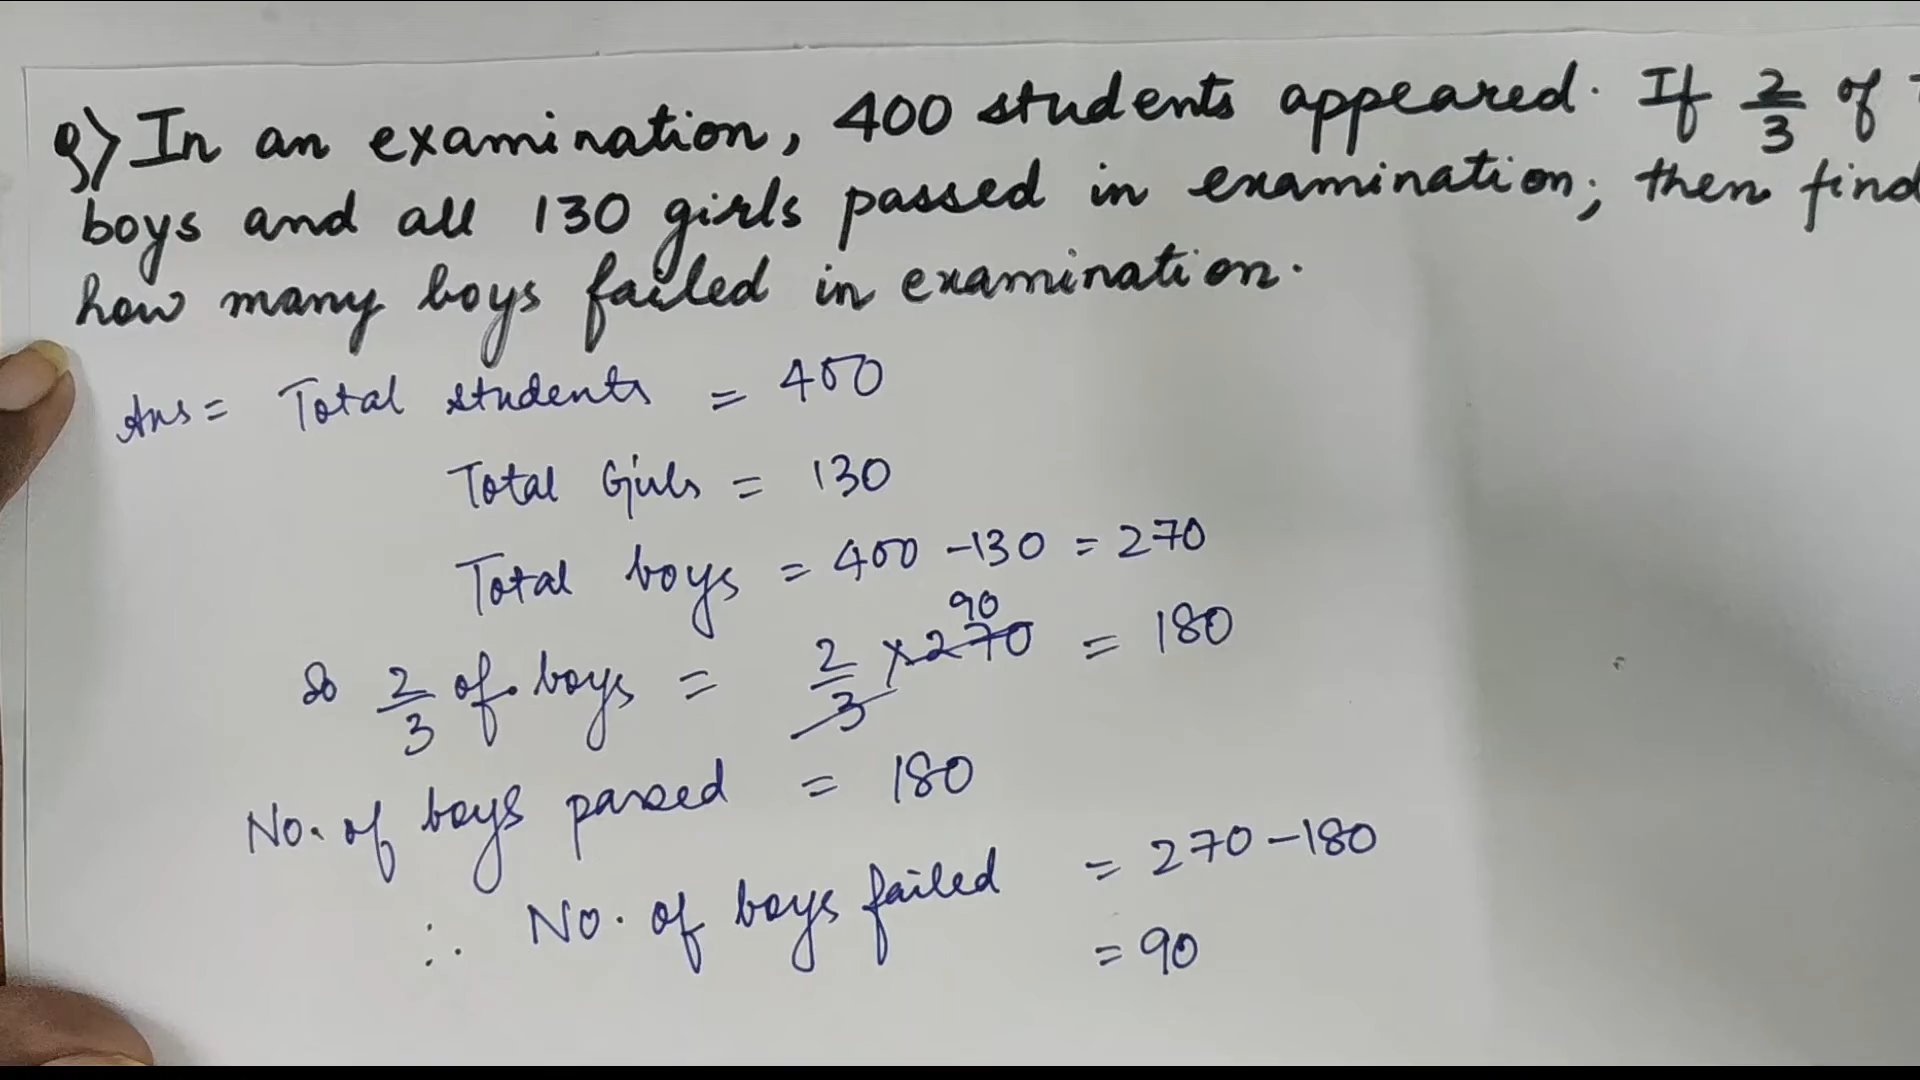 Q) In an examination, 400 students appeared. If 2/3 of
boys and all 130 girls passed in examination; then find
how many boys failed in examination.
Ans = Total students = 400
Total Girls = 130
Total boys = 400 - 130 = 270
90
So 2/3 of boys = 2/3 × 270 = 180
No. of boys passed = 180
∴ No. of boys failed = 270 - 180
= 90